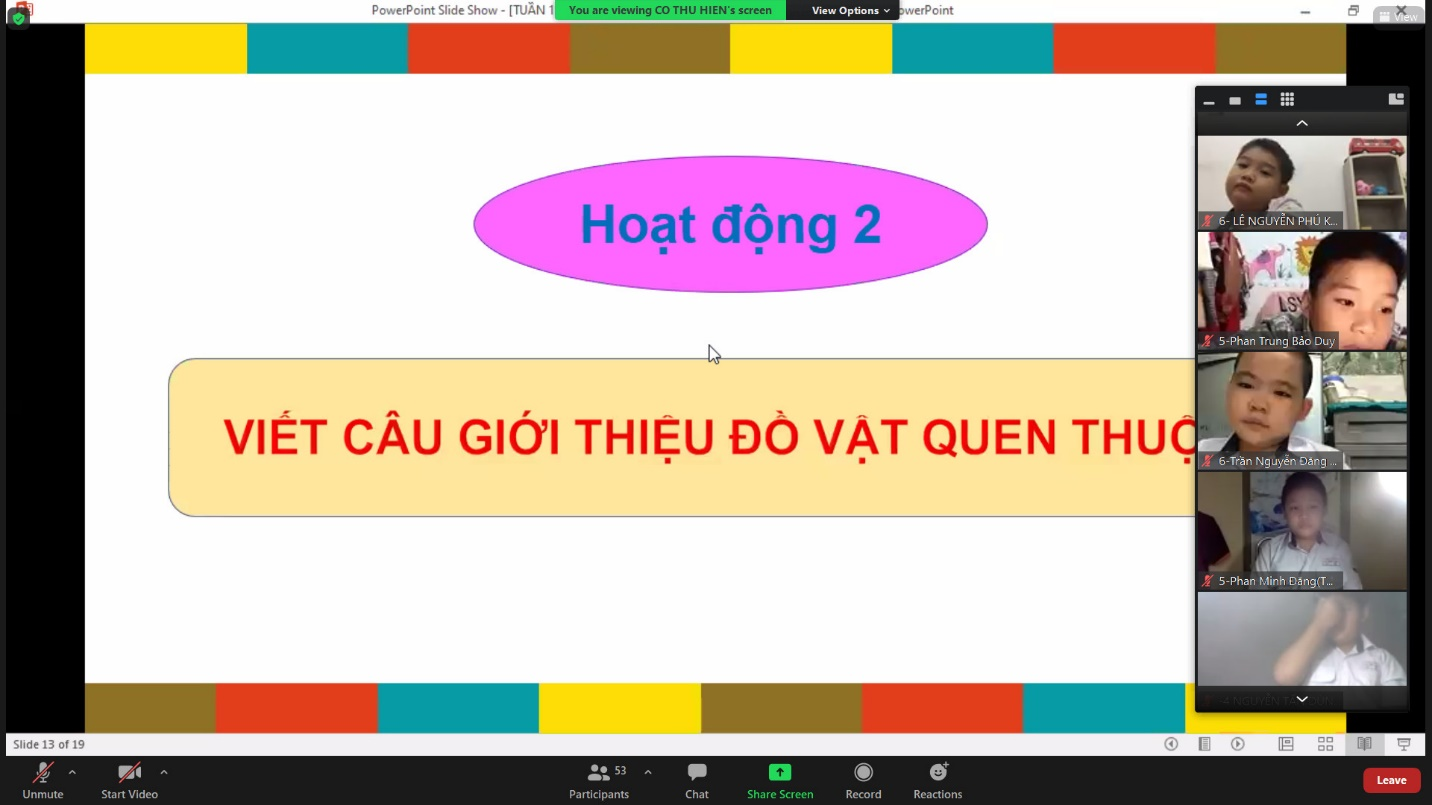 PowerPoint Slide Show - [TUẦN 1
You are viewing CO THU HIEN's screen
View Options
owerPoint
View
Hoạt động 2
VIẾT CÂU GIỚI THIỆU ĐỒ VẬT QUEN THUỘ
6- LÊ NGUYỄN PHÚ K...
LSY
5-Phan Trung Bảo Duy
6-Trần Nguyễn Đăng ...
5-Phan Minh Đăng(T...
Slide 13 of 19
Unmute
Start Video
53
Participants
Chat
Share Screen
Record
Reactions
Leave